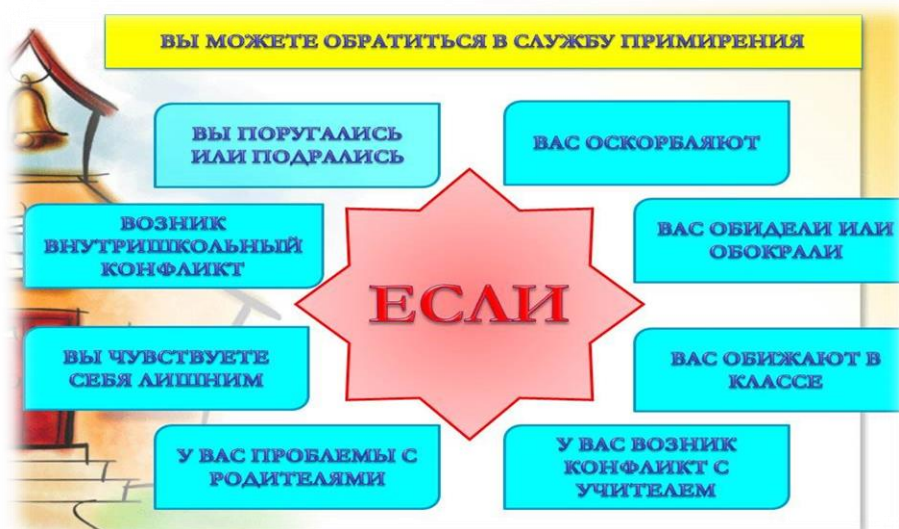 ВЫ МОЖЕТЕ ОБРАТИТЬСЯ В СЛУЖБУ ПРИМИРЕНИЯ
ВЫ ПОРУГАЛИСЬ
ИЛИ ПОДРАЛИСЬ
ВАС ОСКОРБЛЯЮТ
ВОЗНИК
ВНУТРИШКОЛЬНЫЙ
КОНФЛИКТ
ВАС ОБИДЕЛИ ИЛИ
ОБОКРАЛИ
ЕСЛИ
ВЫ ЧУВСТВУЕТЕ
СЕБЯ ЛИШНИМ
ВАС ОБИЖАЮТ В
КЛАССЕ
У ВАС ПРОБЛЕМЫ С
РОДИТЕЛЯМИ
У ВАС ВОЗНИК
КОНФЛИКТ С
УЧИТЕЛЕМ